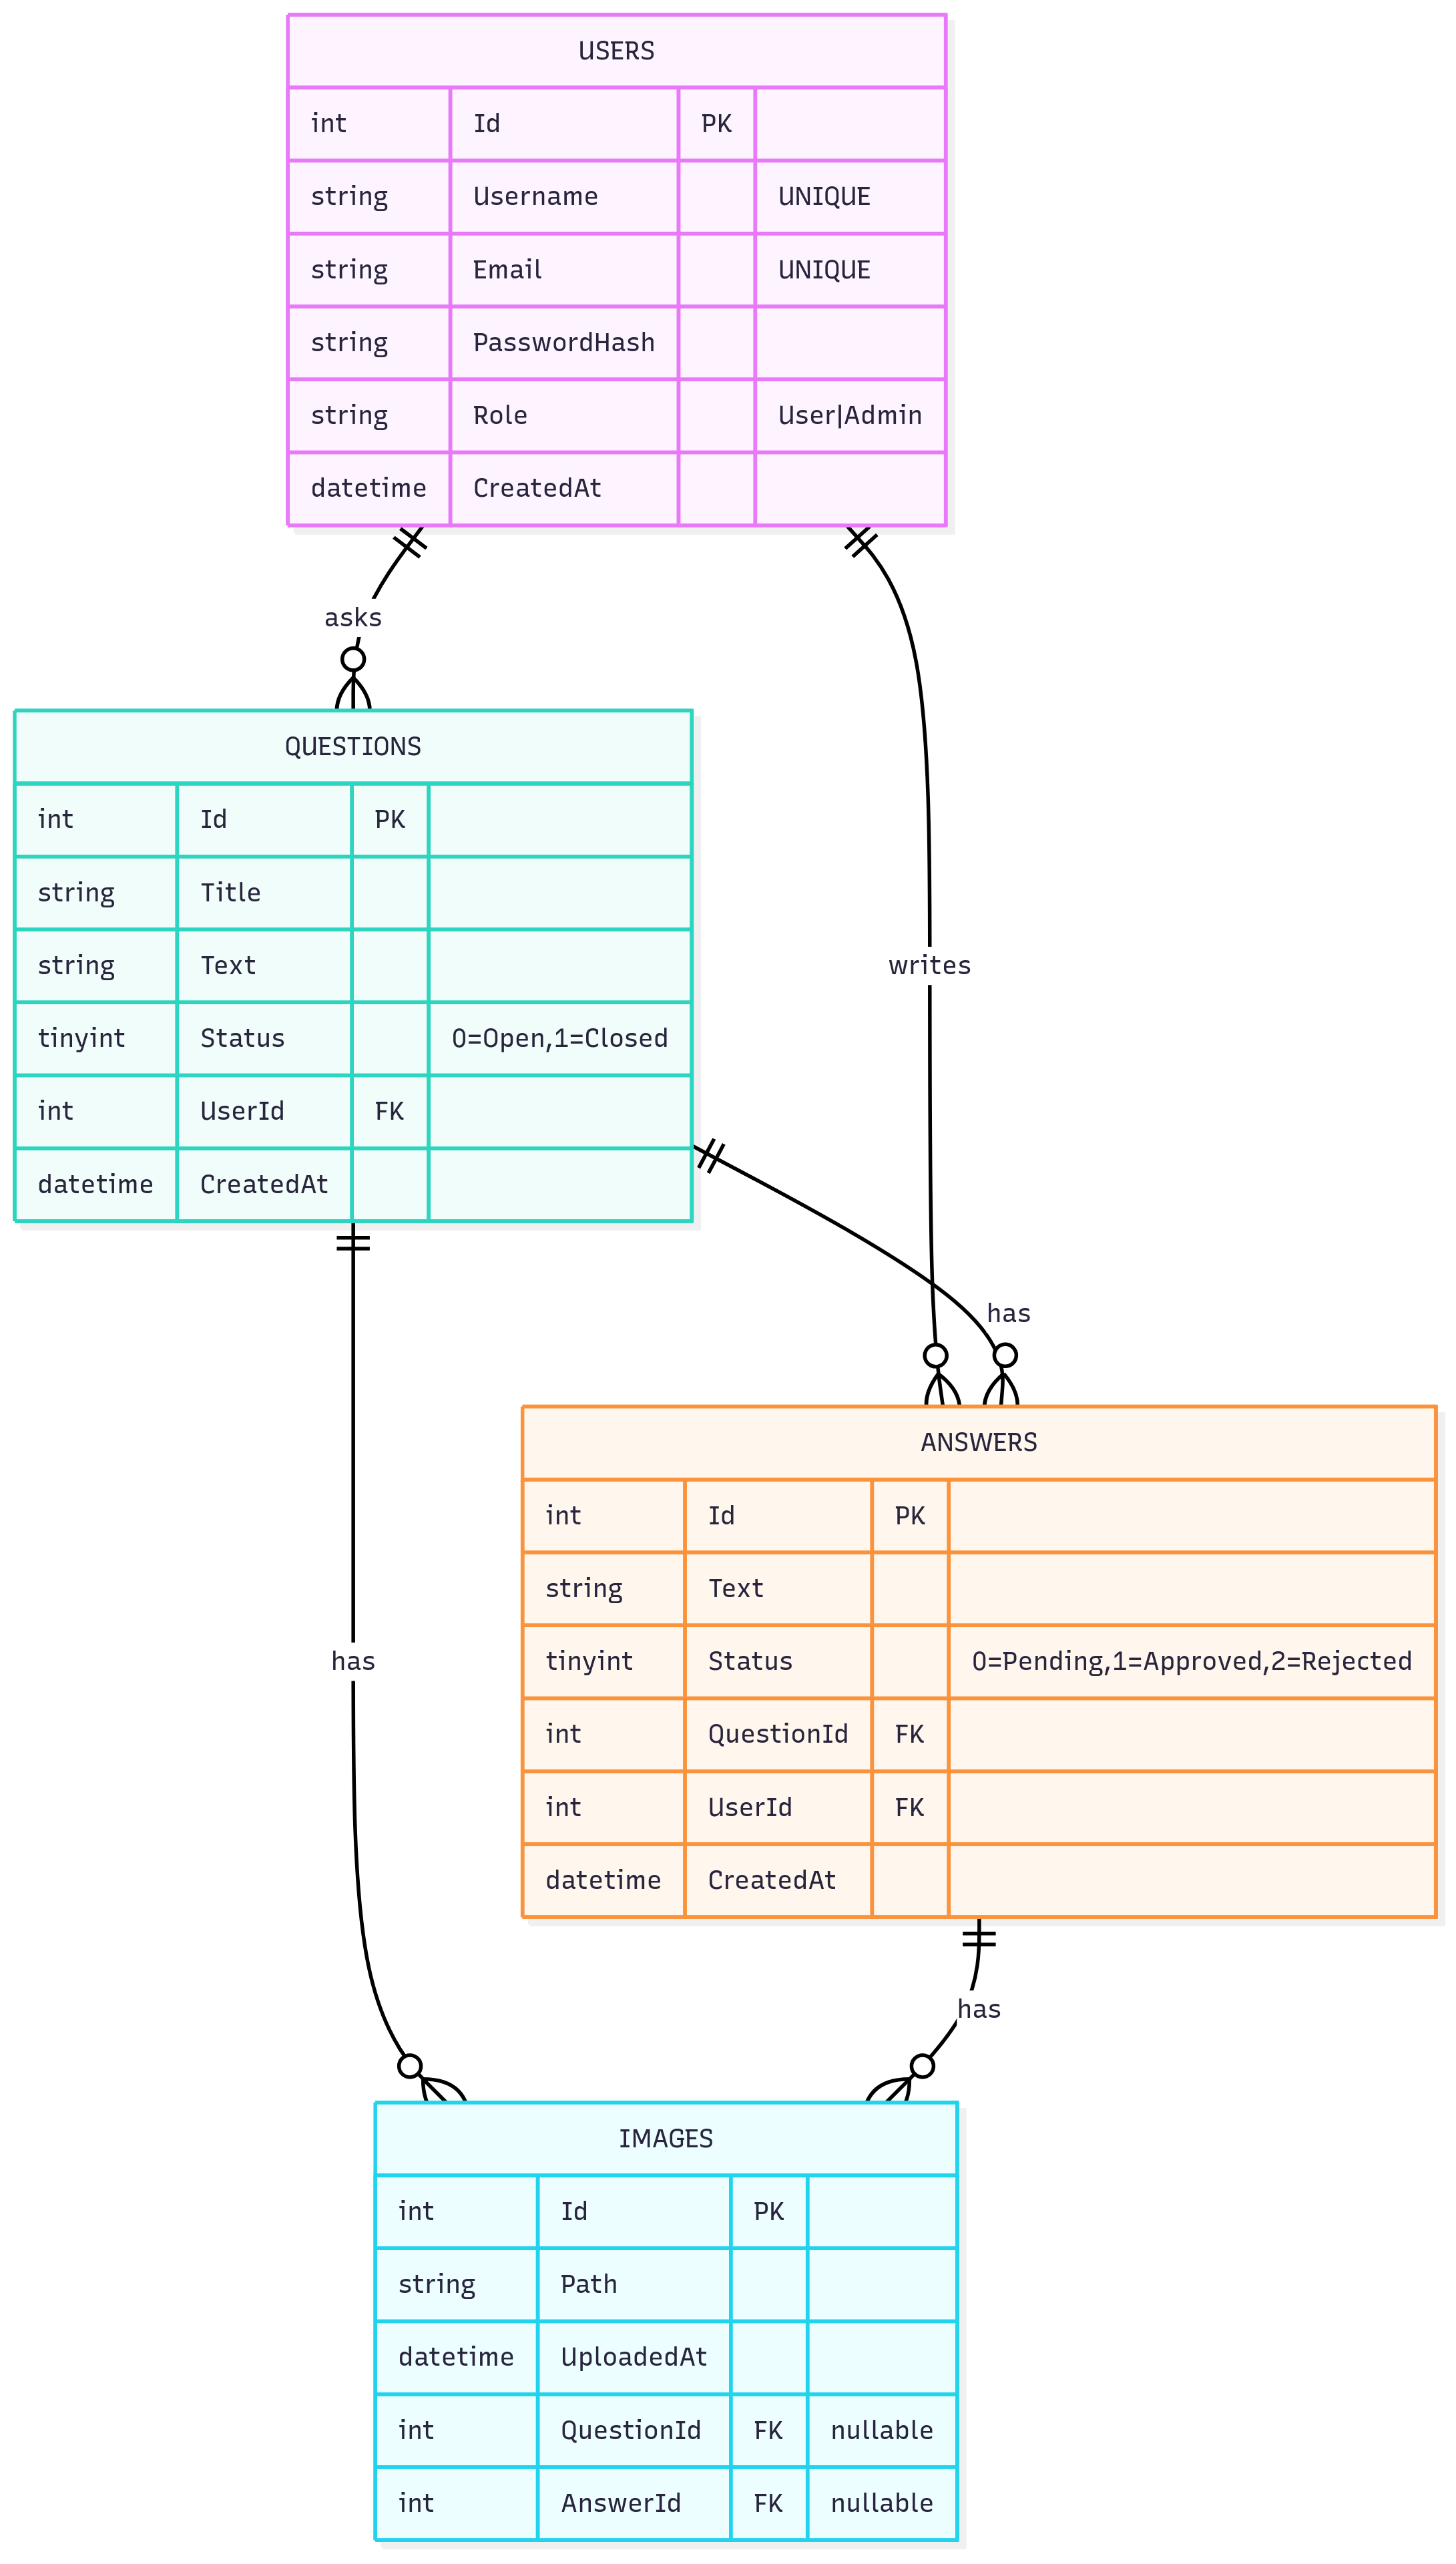 USERS
int Id PK
string Username UNIQUE
string Email UNIQUE
string PasswordHash
string Role User|Admin
datetime CreatedAt
asks
QUESTIONS
int Id PK
string Title
string Text
tinyint Status 0=Open,1=Closed
int UserId FK
datetime CreatedAt
writes
has
ANSWERS
int Id PK
string Text
tinyint Status 0=Pending,1=Approved,2=Rejected
int QuestionId FK
int UserId FK
datetime CreatedAt
has
has
IMAGES
int Id PK
string Path
datetime UploadedAt
int QuestionId FK nullable
int AnswerId FK nullable